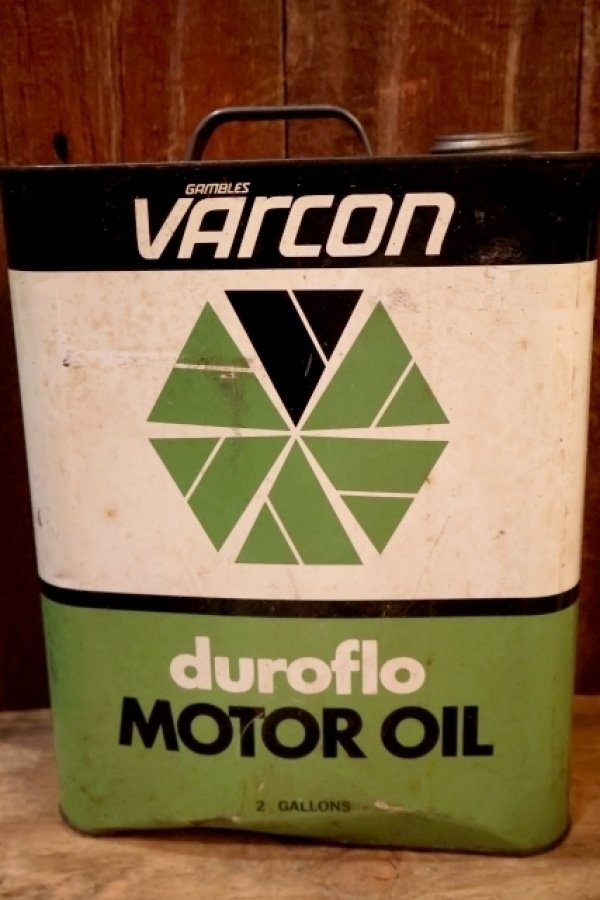 GAMBLES
VARCON
duroflo
MOTOR OIL
2 GALLONS